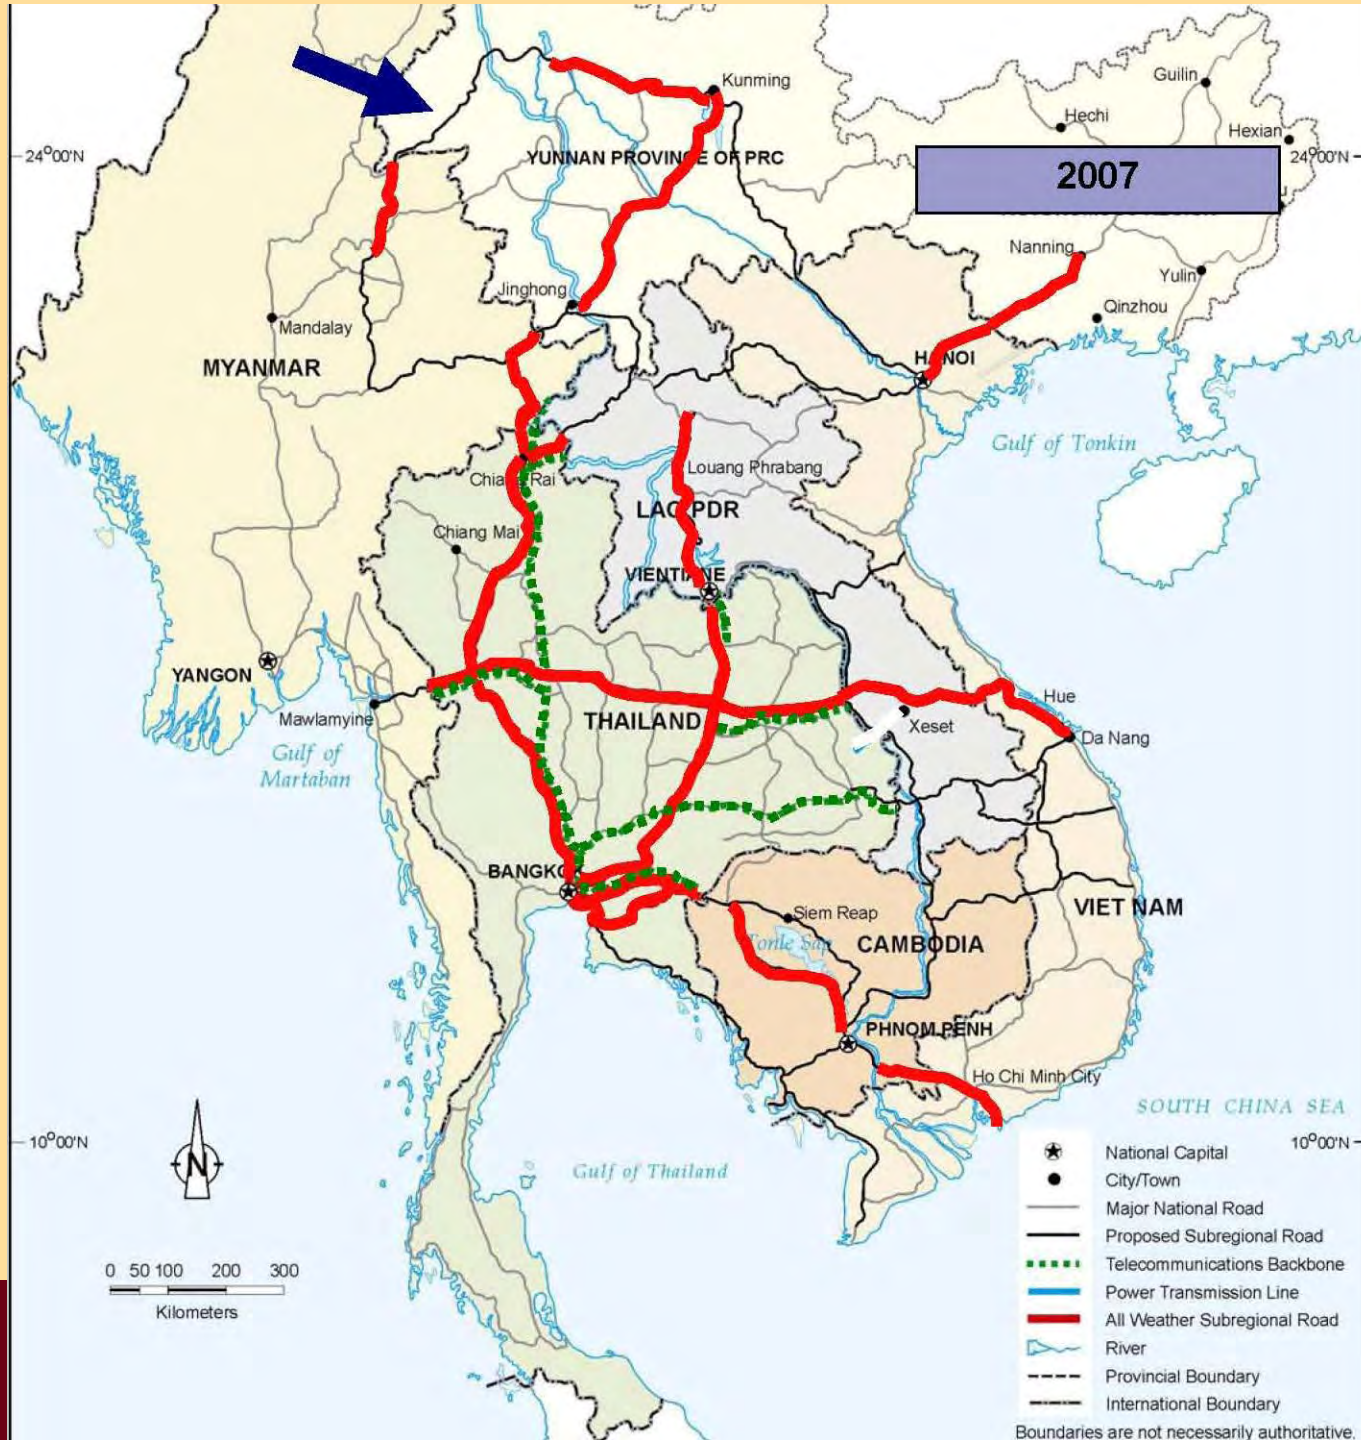 Kunming
Guilin
Hechi
Hexian
24°00'N
YUNNAN PROVINCE OF PRC
24°00'N
2007
Nanning
Yulin
Jinghong
Qinzhou
Mandalay
HANOI
MYANMAR
Gulf of Tonkin
Louang Phrabang
Chiang Rai
LAO PDR
Chiang Mai
VIENTIANE
YANGON
Hue
Mawlamyine
THAILAND
Xeset
Da Nang
Gulf of
Martaban
BANGKOK
VIET NAM
Siem Reap
Tonle Sap
CAMBODIA
PHNOM PENH
Ho Chi Minh City
SOUTH CHINA SEA
10°00'N
10°00'N
N
Gulf of Thailand
National Capital
City/Town
Major National Road
Proposed Subregional Road
Telecommunications Backbone
Power Transmission Line
All Weather Subregional Road
River
Provincial Boundary
International Boundary
0 50 100 200 300
Kilometers
Boundaries are not necessarily authoritative.